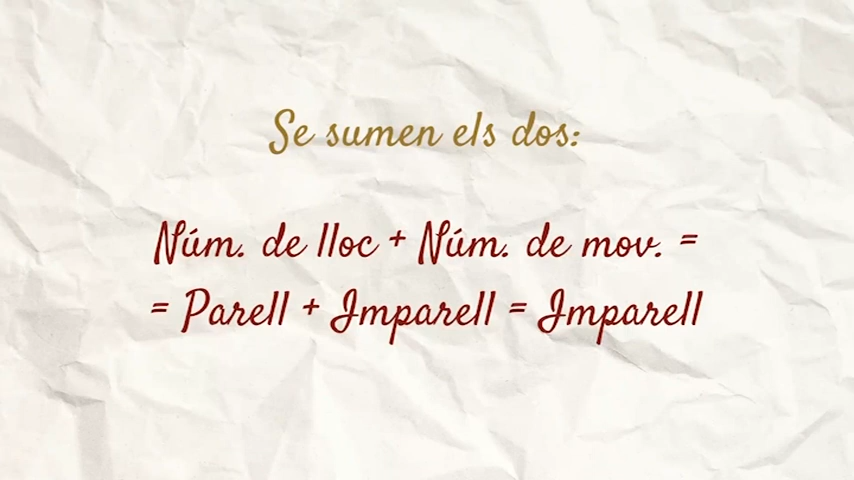 Se sumen els dos:
Núm. de lloc + Núm. de mov. =
= Parell + Imparell = Imparell